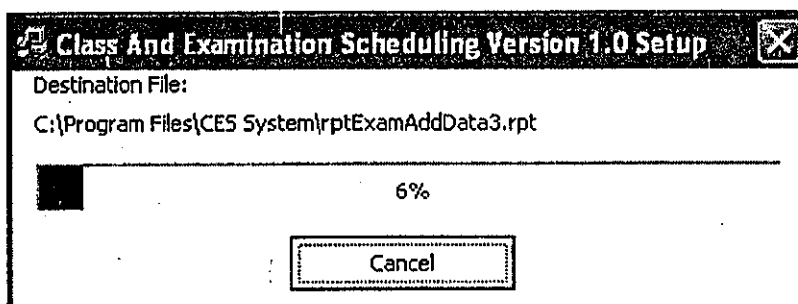 Class And Examination Scheduling Version 1.0 Setup
Destination File:
C:\Program Files\CES System\rptExamAddData3.rpt
6%
Cancel